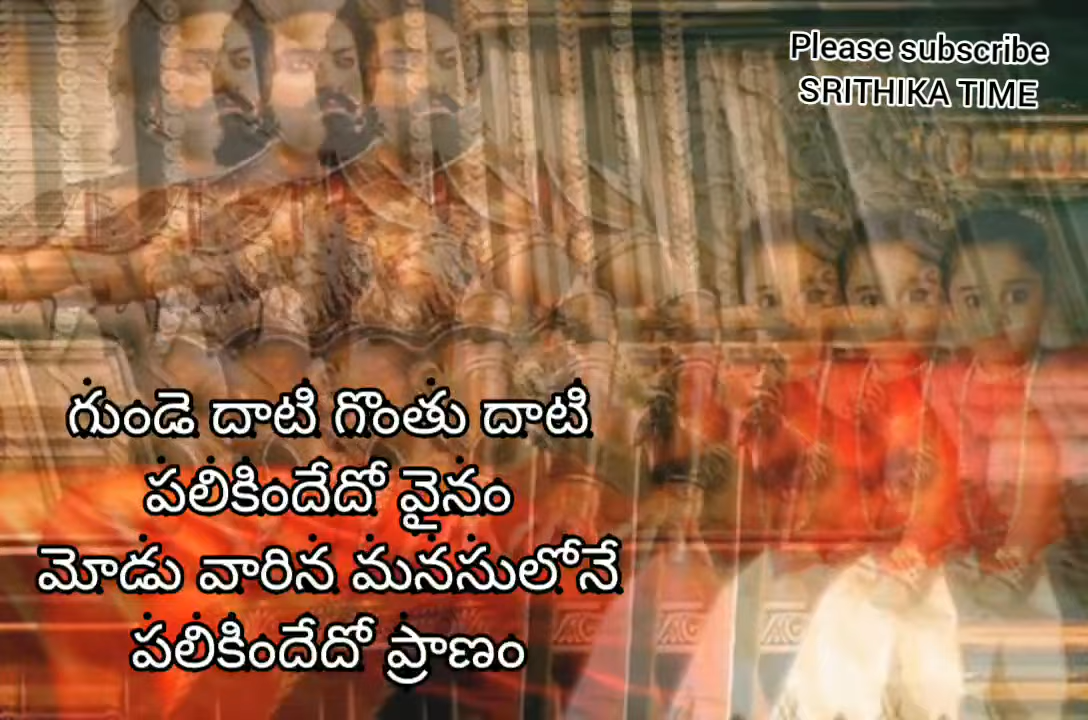 Please subscribe
SRITHIKA TIME
గుండె దాటి గొంతు దాటి
పలికిందేదో వైనం
మోడు వారిన మనసులోనే
పలికిందేదో ప్రాణం